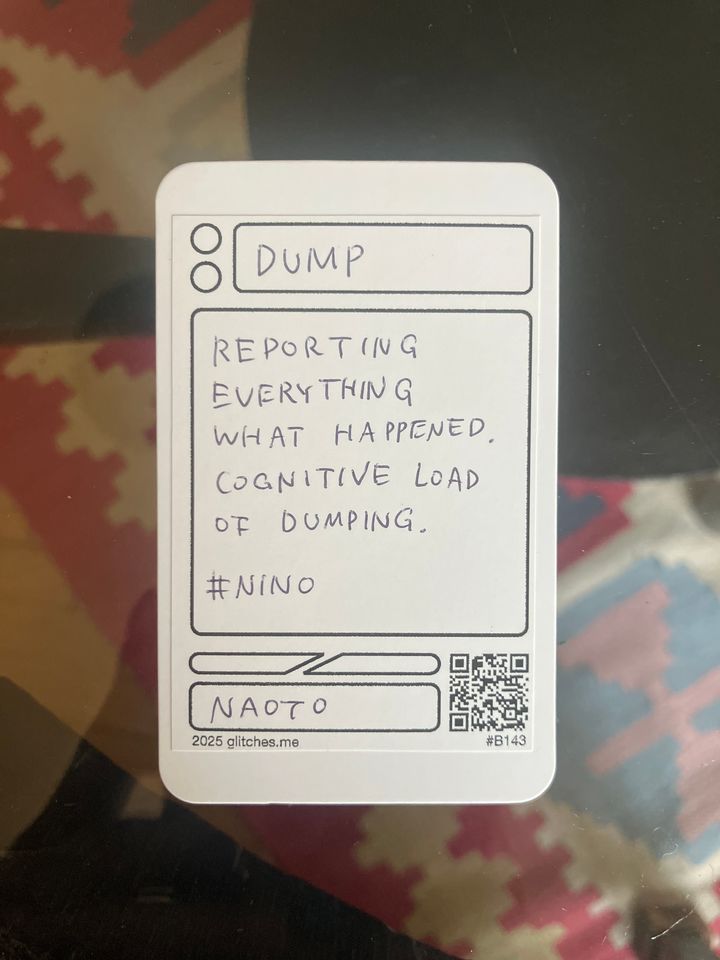 DUMP
REPORTING
EVERYTHING
WHAT HAPPENED.
COGNITIVE LOAD
OF DUMPING.
#NINO
NAOTO
2025 glitches.me
#B143